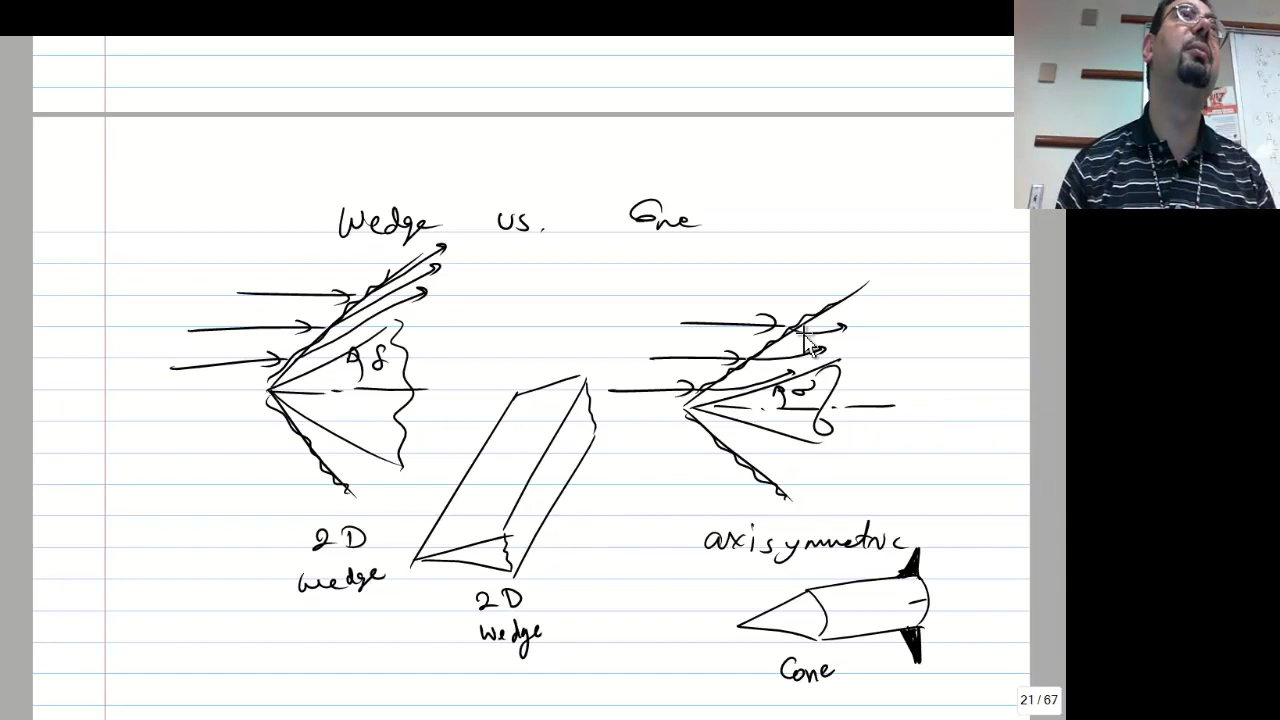 Wedge vs. Cone
δ
δ
2D
wedge
2D
wedge
axisymmetric
Cone
21 / 67